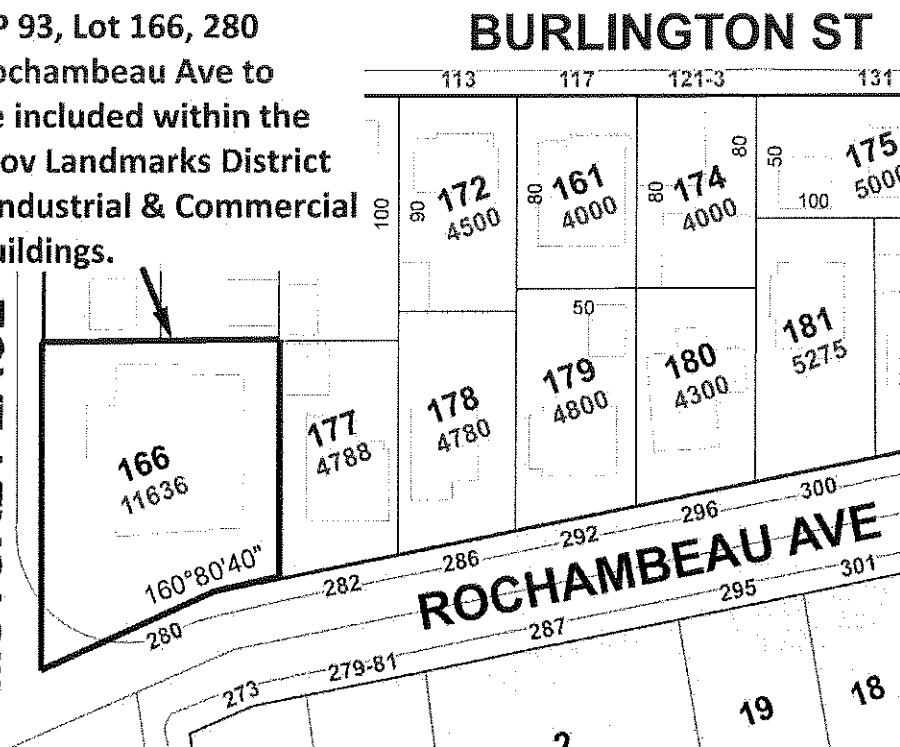 P 93, Lot 166, 280
ochambeau Ave to
e included within the
ov Landmarks District
ndustrial & Commercial
uildings.
BURLINGTON ST
113 117 121-3 131
100
90
172
4500
80
161
4000
80
174
4000
80
50
100
175
5000
166
11636
160°80'40"
177
4788
178
4780
50
179
4800
180
4300
181
5275
280 282 286 292 296 300
ROCHAMBEAU AVE
273 279-81 287 295 301
2
19
18